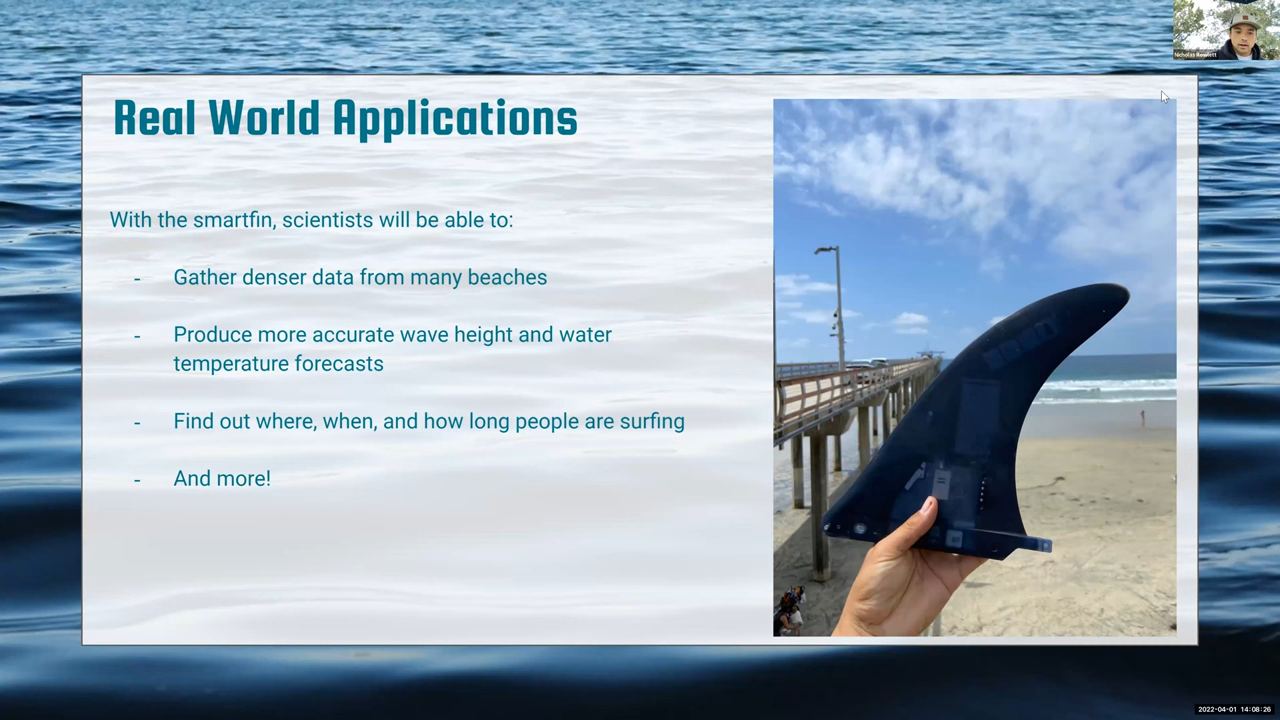 Nicholas Rowlett
Real World Applications
With the smartfin, scientists will be able to:
- Gather denser data from many beaches
- Produce more accurate wave height and water
temperature forecasts
- Find out where, when, and how long people are surfing
- And more!
2022-04-01 14:08:26